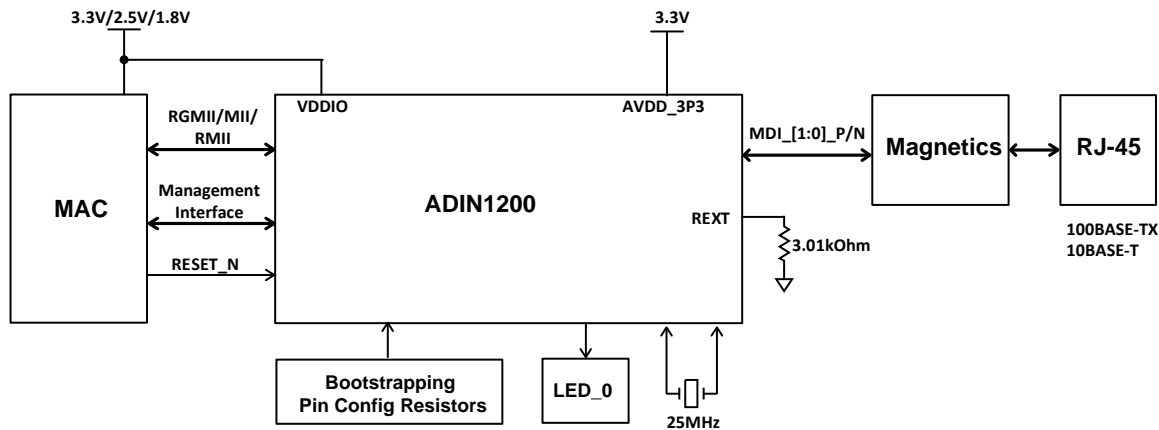 3.3V/2.5V/1.8V
3.3V
VDDIO
AVDD_3P3
RGMII/MII/
RMII
MDI_[1:0]_P/N
Magnetics
RJ-45
MAC
Management
Interface
ADIN1200
REXT
100BASE-TX
10BASE-T
3.01kOhm
RESET_N
Bootstrapping
Pin Config Resistors
LED_0
25MHz